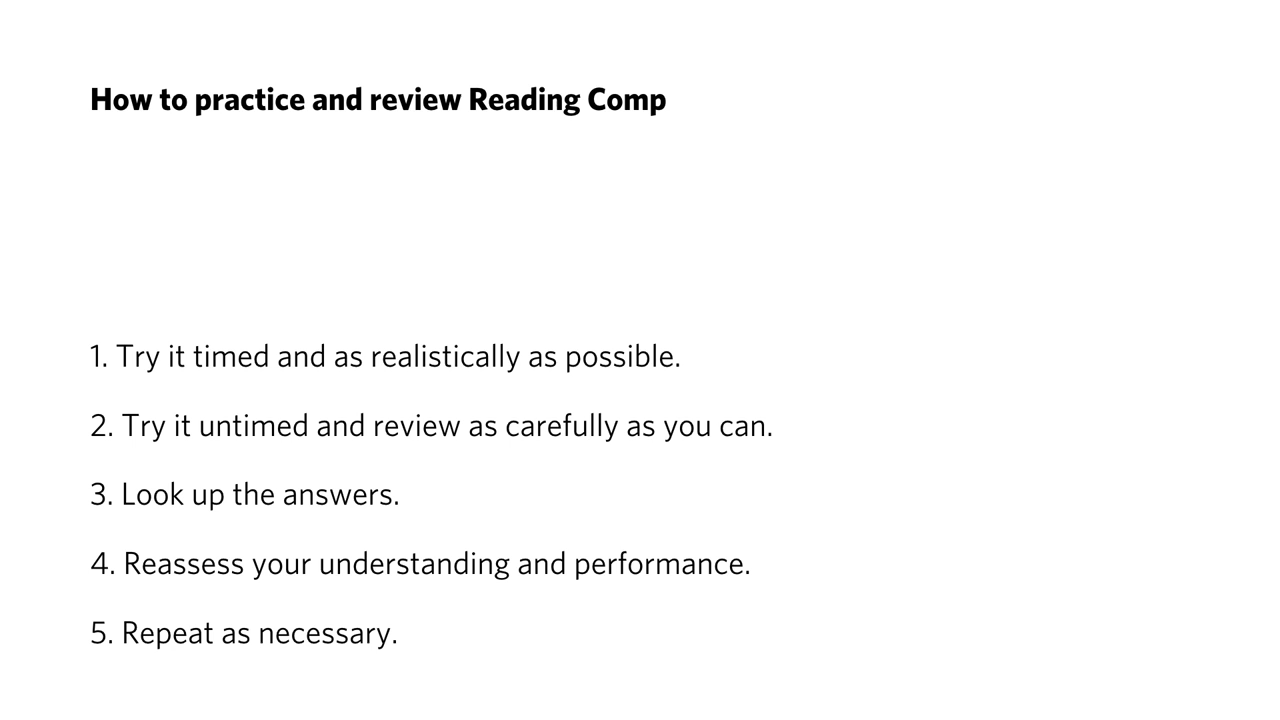 How to practice and review Reading Comp
1. Try it timed and as realistically as possible.
2. Try it untimed and review as carefully as you can.
3. Look up the answers.
4. Reassess your understanding and performance.
5. Repeat as necessary.